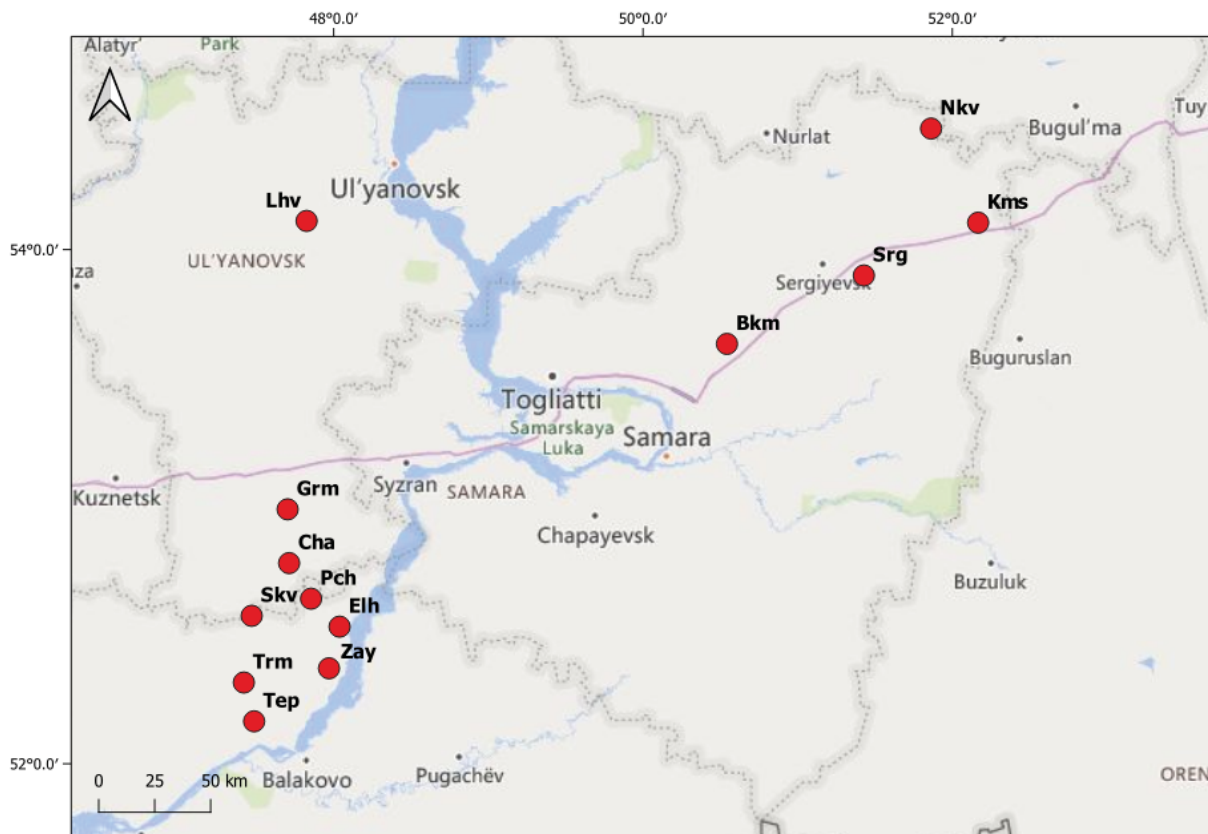 48°0.0'
50°0.0'
52°0.0'
Alatyr'
Park
Nkv
Nurlat
Bugul'ma
Tuy
Ul'yanovsk
Lhv
Kms
54°0.0'
UL'YANOVSK
Srg
za
Sergiyevsk
Bkm
Buguruslan
Togliatti
Samarskaya
Luka
Samara
Kuznetsk
Syzran
SAMARA
Grm
Chapayevsk
Cha
Pch
Buzuluk
Skv
Elh
Zay
Trm
Tep
52°0.0'
0 25 50 km
Balakovo
Pugachëv
OREN